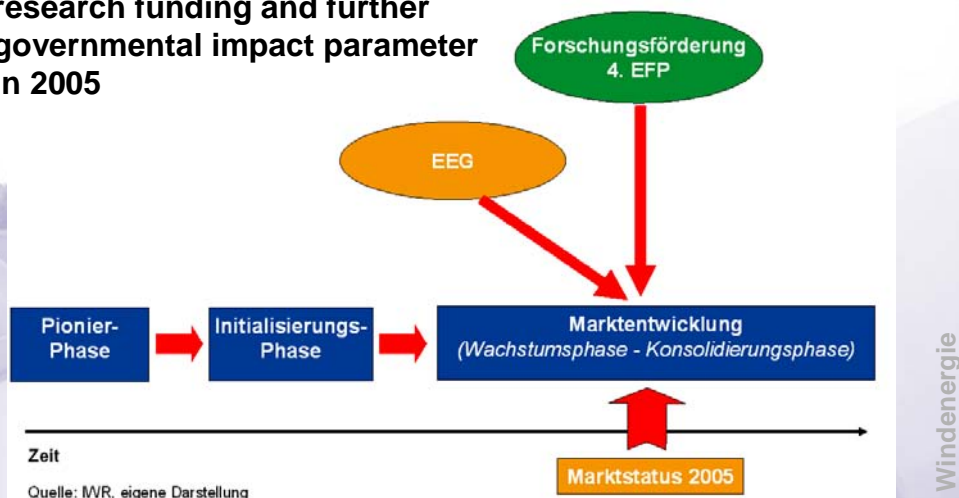 research funding and further
governmental impact parameter
in 2005
Forschungsförderung
4. EFP
EEG
Pionier-
Phase
Initialisierungs-
Phase
Marktentwicklung
(Wachstumsphase - Konsolidierungsphase)
Zeit
Marktstatus 2005
Quelle: IWR, eigene Darstellung
Windenergie